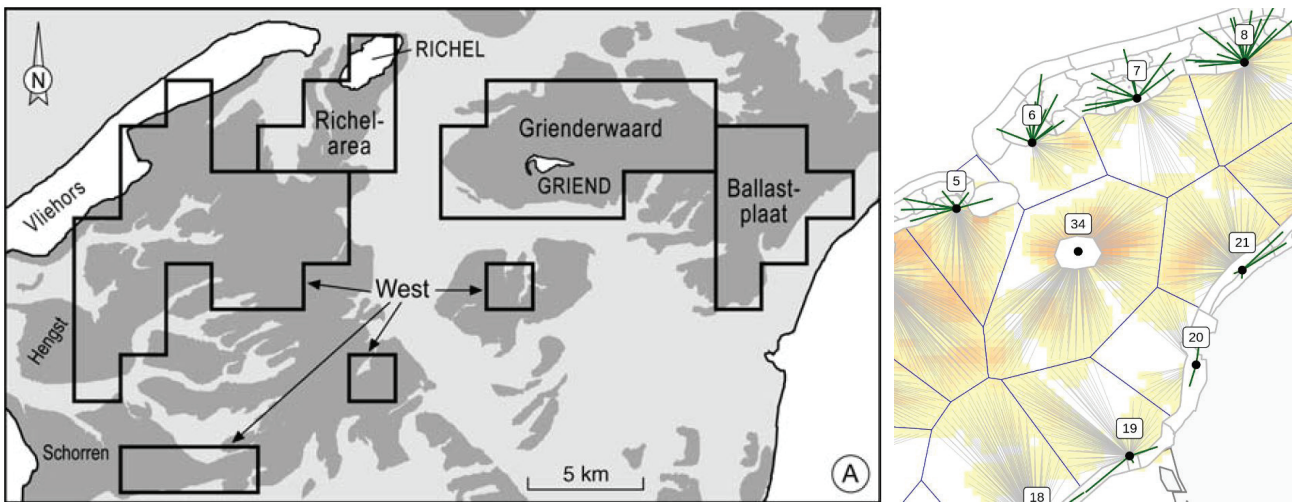 N
RICHEL
Richel-
area
Grienderwaard
GRIEND
Ballast-
plaat
Vliehors
West
Hengst
Schorren
5 km
A
8
7
6
5
34
21
20
19
18